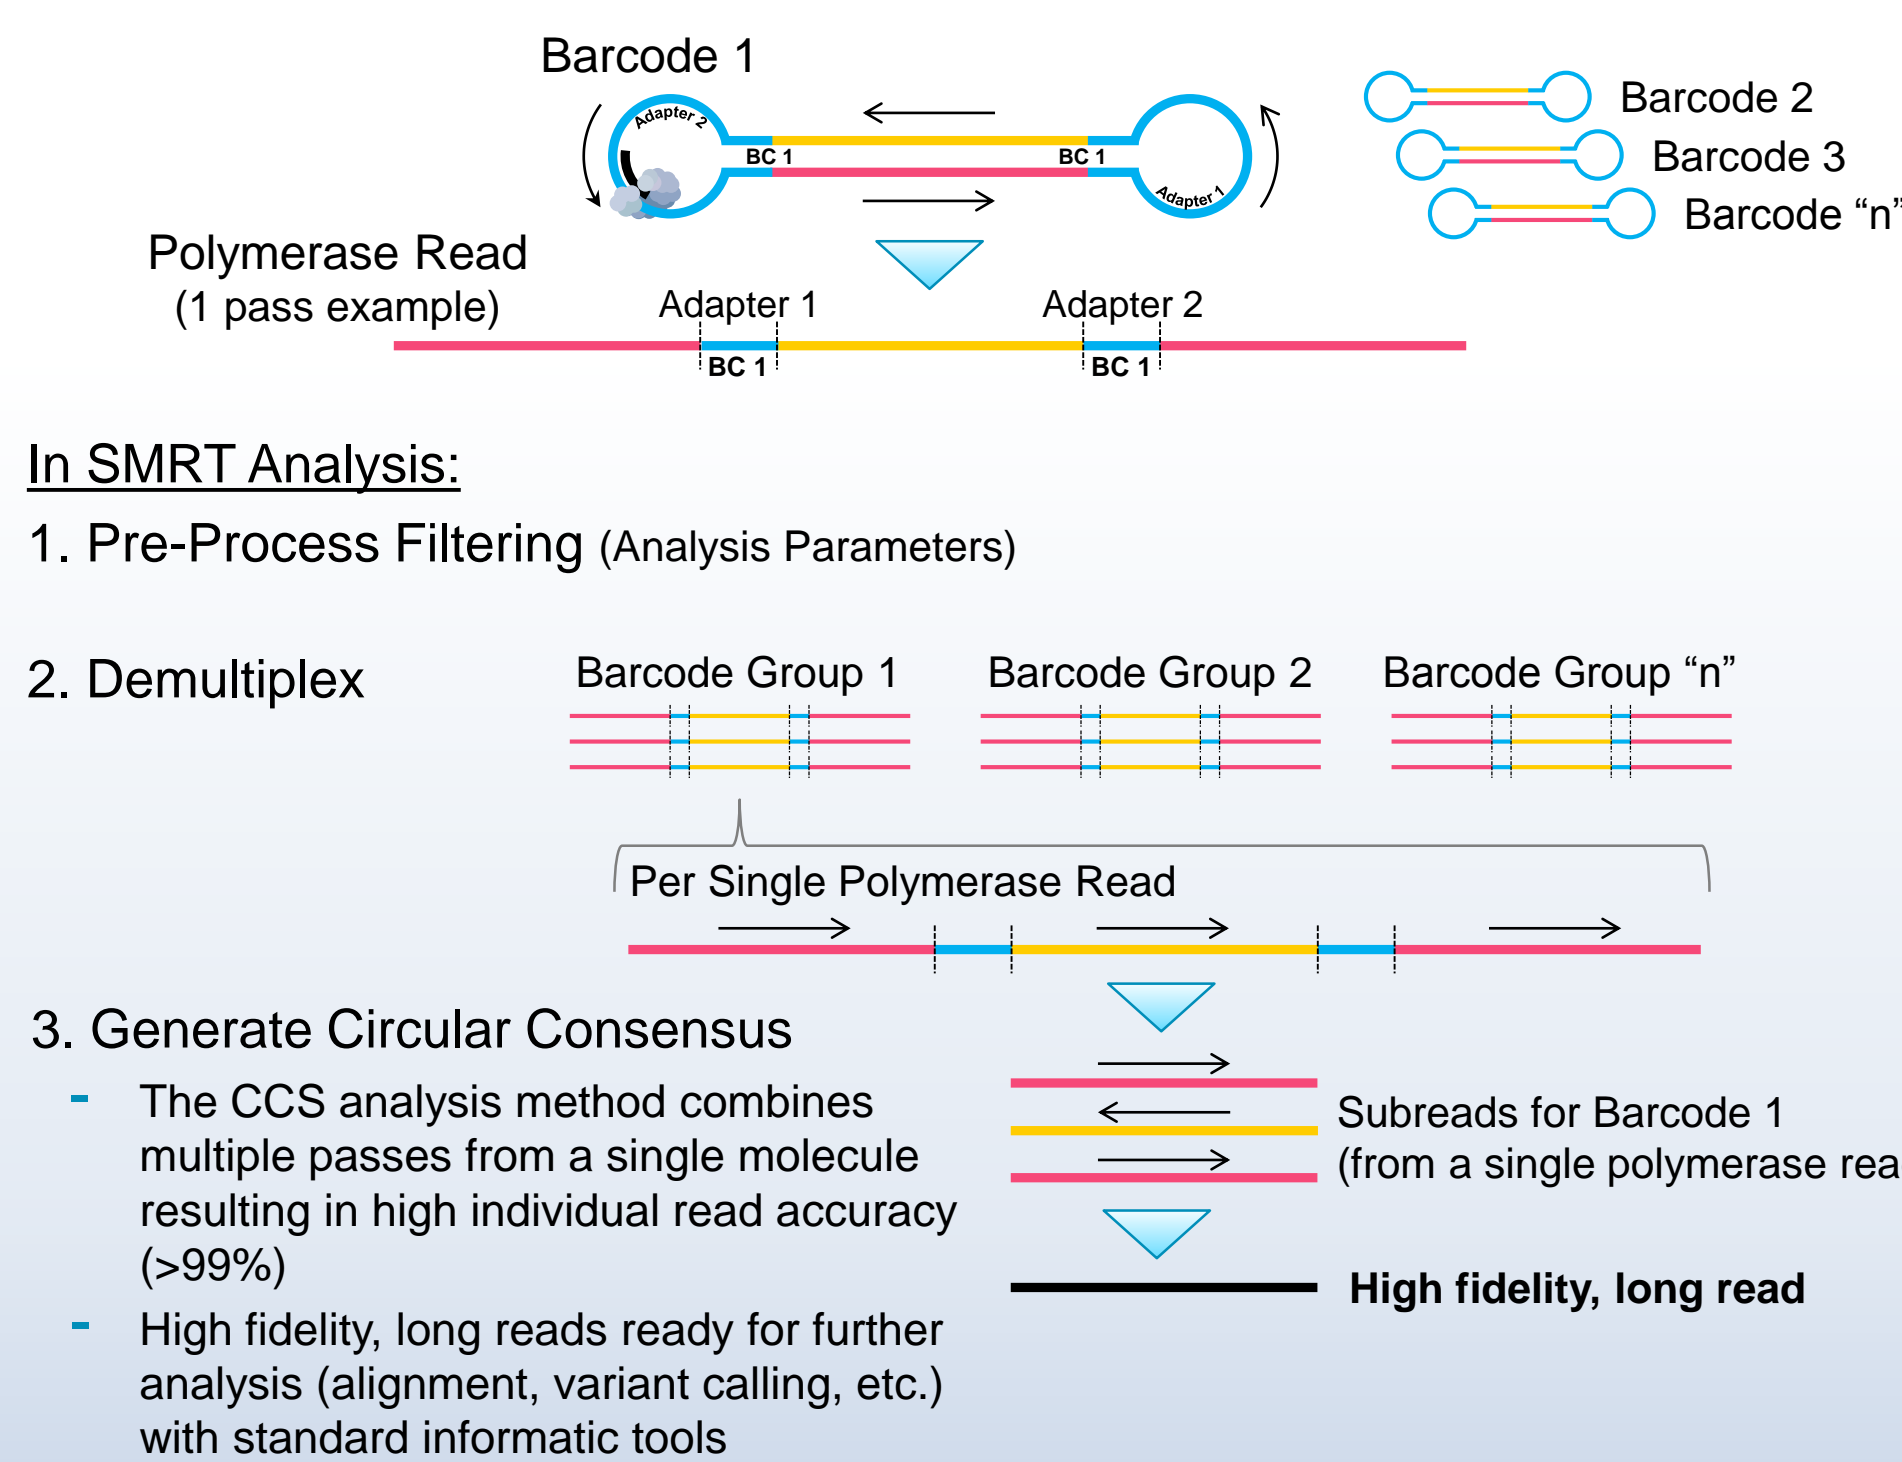 Barcode 1
Adapter 2
BC 1
BC 1
Adapter 1
Barcode 2
Barcode 3
Barcode “n”
Polymerase Read
(1 pass example)
Adapter 1
Adapter 2
BC 1
BC 1
In SMRT Analysis:
1. Pre-Process Filtering (Analysis Parameters)
2. Demultiplex
Barcode Group 1
Barcode Group 2
Barcode Group “n”
Per Single Polymerase Read
3. Generate Circular Consensus
- The CCS analysis method combines
multiple passes from a single molecule
resulting in high individual read accuracy
(>99%)
- High fidelity, long reads ready for further
analysis (alignment, variant calling, etc.)
with standard informatic tools
Subreads for Barcode 1
(from a single polymerase rea
High fidelity, long read